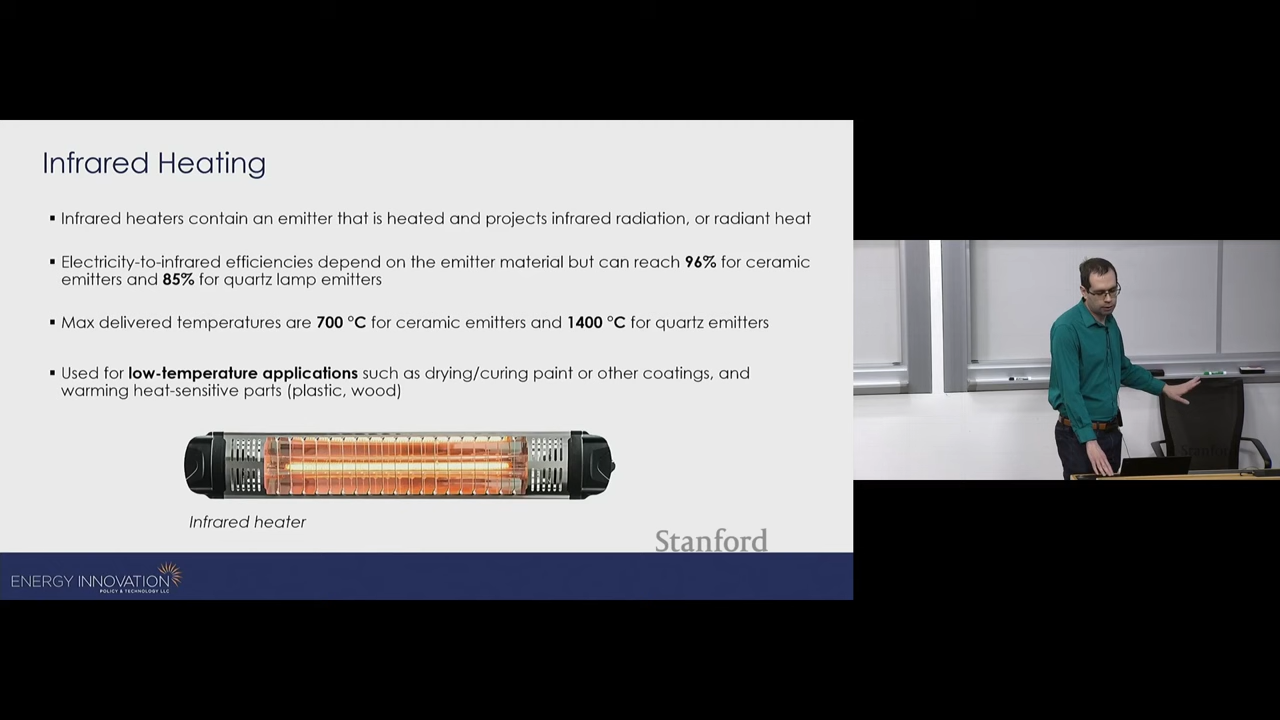 Infrared Heating
▪ Infrared heaters contain an emitter that is heated and projects infrared radiation, or radiant heat
▪ Electricity-to-infrared efficiencies depend on the emitter material but can reach 96% for ceramic
emitters and 85% for quartz lamp emitters
▪ Max delivered temperatures are 700 °C for ceramic emitters and 1400 °C for quartz emitters
▪ Used for low-temperature applications such as drying/curing paint or other coatings, and
warming heat-sensitive parts (plastic, wood)
Infrared heater
Stanford
ENERGY INNOVATION
POLICY & TECHNOLOGY LLC
Stanford